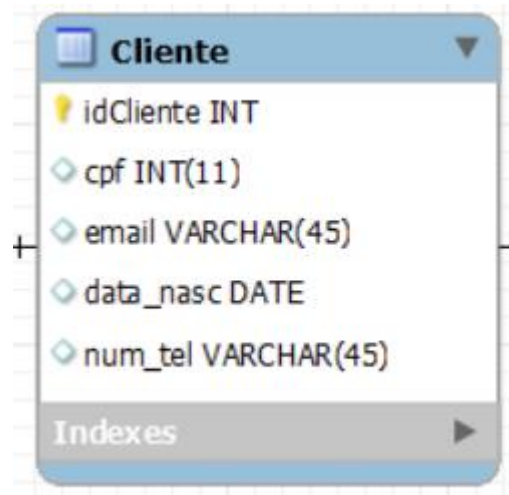 Cliente
idCliente INT
cpf INT(11)
email VARCHAR(45)
data_nasc DATE
num_tel VARCHAR(45)
Indexes